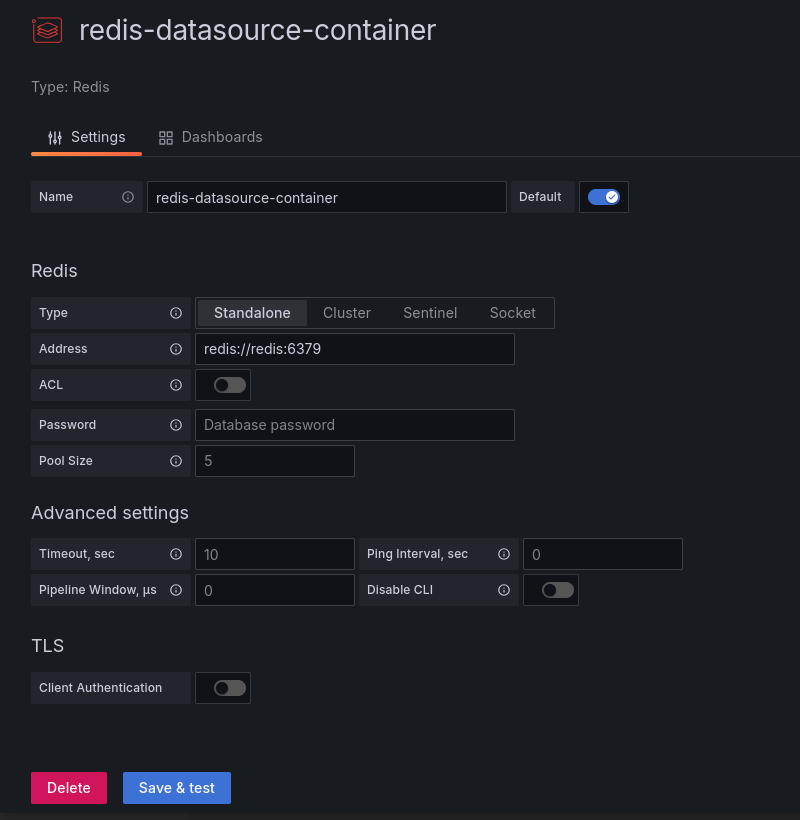 redis-datasource-container
Type: Redis
Settings Dashboards
Name redis-datasource-container Default
Redis
Type Standalone Cluster Sentinel Socket
Address redis://redis:6379
ACL
Password Database password
Pool Size 5
Advanced settings
Timeout, sec 10 Ping Interval, sec 0
Pipeline Window, μs 0 Disable CLI
TLS
Client Authentication
Delete Save & test